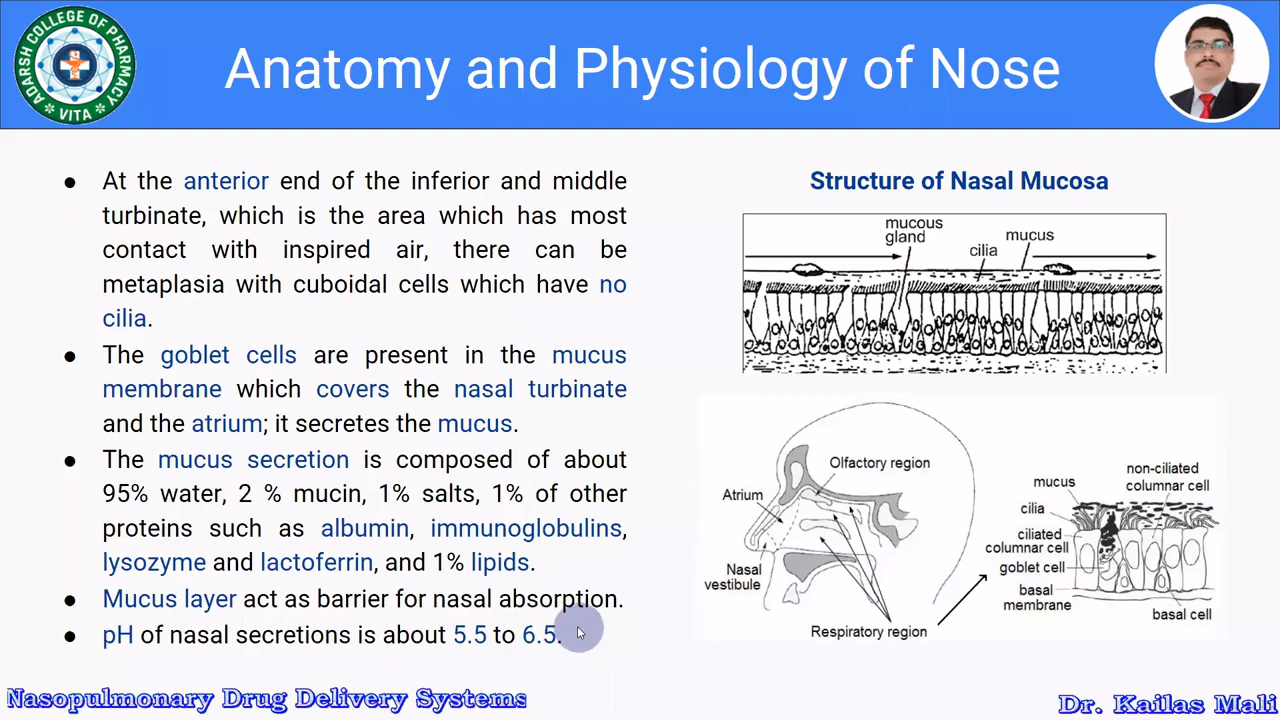 ADARSH COLLEGE OF PHARMACY
VITA
Anatomy and Physiology of Nose
● At the anterior end of the inferior and middle
turbinate, which is the area which has most
contact with inspired air, there can be
metaplasia with cuboidal cells which have no
cilia.
● The goblet cells are present in the mucus
membrane which covers the nasal turbinate
and the atrium; it secretes the mucus.
● The mucus secretion is composed of about
95% water, 2 % mucin, 1% salts, 1% of other
proteins such as albumin, immunoglobulins,
lysozyme and lactoferrin, and 1% lipids.
● Mucus layer act as barrier for nasal absorption.
● pH of nasal secretions is about 5.5 to 6.5.
Structure of Nasal Mucosa
mucous
gland
cilia
mucus
Olfactory region
Atrium
Nasal
vestibule
Respiratory region
mucus
non-ciliated
columnar cell
cilia
ciliated
columnar cell
goblet cell
basal
membrane
basal cell
Nasopulmonary Drug Delivery Systems
Dr. Kailas Mali